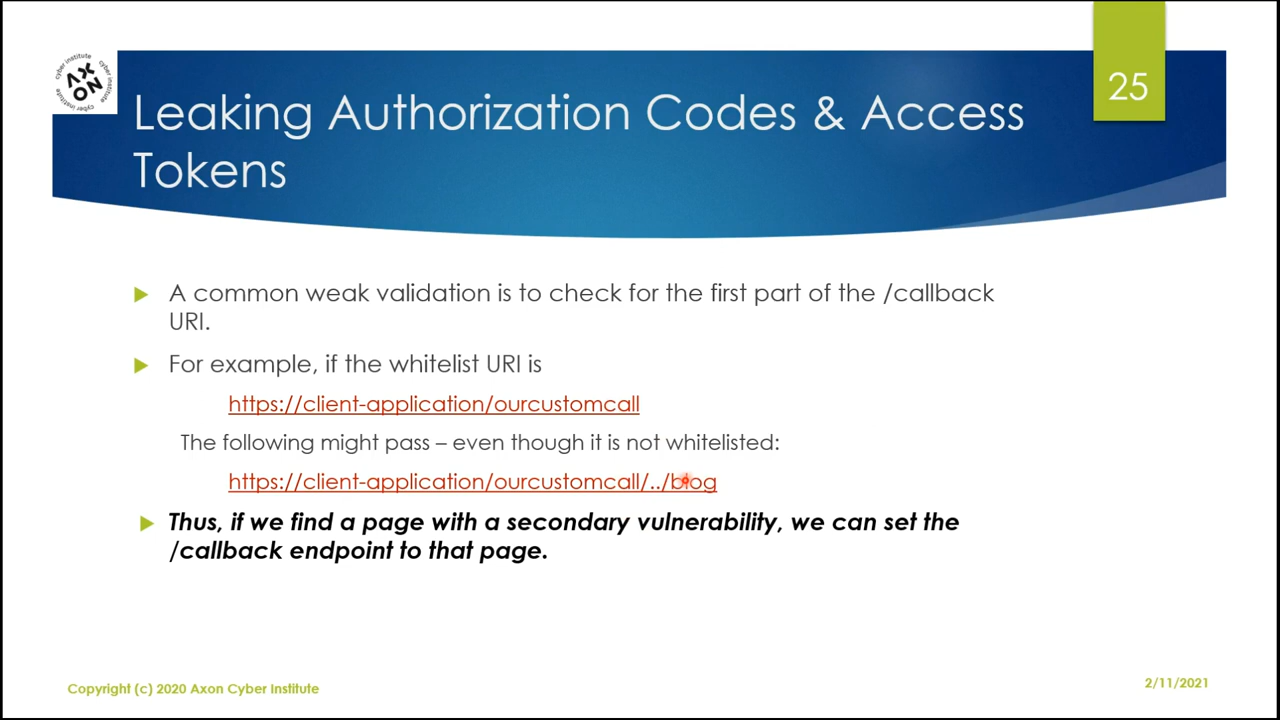 AXON
cyber institute
25
Leaking Authorization Codes & Access
Tokens
A common weak validation is to check for the first part of the /callback
URI.
For example, if the whitelist URI is
https://client-application/ourcustomcall
The following might pass – even though it is not whitelisted:
https://client-application/ourcustomcall/../blog
Thus, if we find a page with a secondary vulnerability, we can set the
/callback endpoint to that page.
Copyright (c) 2020 Axon Cyber Institute
2/11/2021